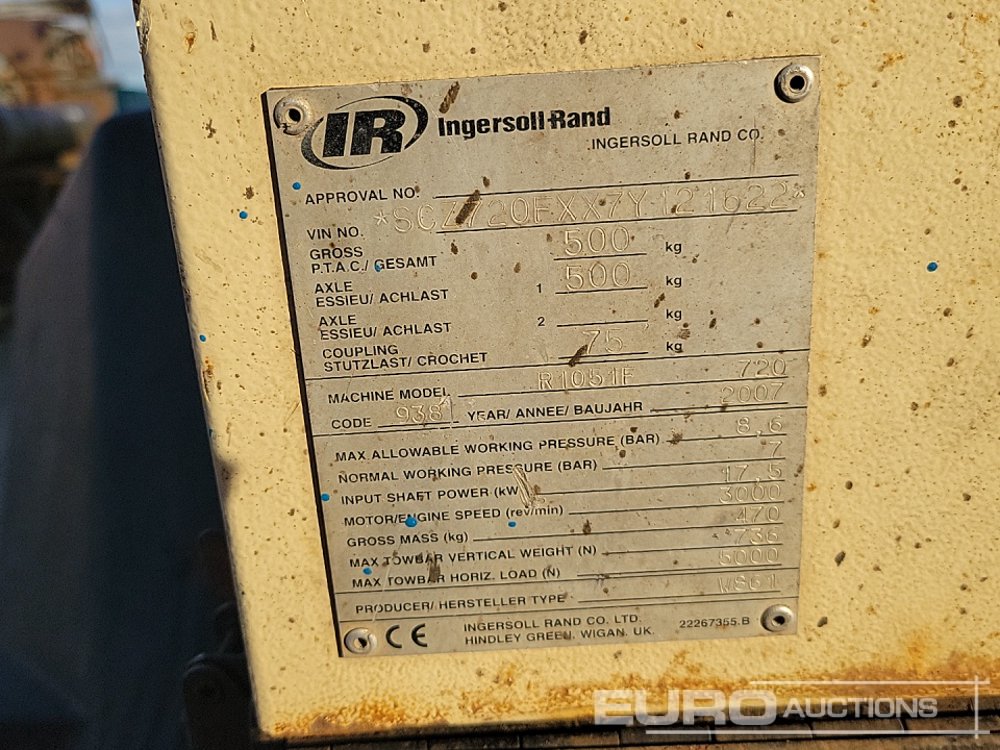 IR Ingersoll-Rand
INGERSOLL RAND CO.
APPROVAL NO.
VIN NO. *SCZ720FXX7Y121622*
GROSS
P.T.A.C./ GESAMT 500 kg
AXLE
ESSIEU/ ACHLAST 1 500 kg
AXLE
ESSIEU/ ACHLAST 2 kg
COUPLING
STUTZLAST/ CROCHET 75 kg
MACHINE MODEL R1051F 720
CODE 938 YEAR/ ANNEE/ BAUJAHR 2007
MAX. ALLOWABLE WORKING PRESSURE (BAR) 8,6
NORMAL WORKING PRESSURE (BAR) 7
INPUT SHAFT POWER (kW) 17,5
MOTOR/ENGINE SPEED (rev/min) 3000
GROSS MASS (kg) 470
MAX TOWBAR VERTICAL WEIGHT (N) 736
MAX TOWBAR HORIZ. LOAD (N) 5000
PRODUCER/ HERSTELLER TYPE WSG1
CE INGERSOLL RAND CO. LTD. 22267355.B
HINDLEY GREEN, WIGAN, UK.
EURO AUCTIONS